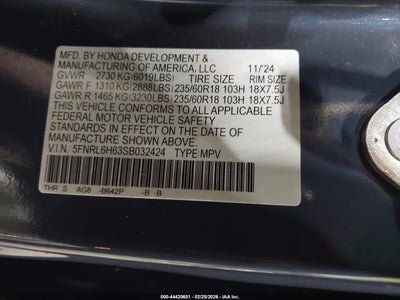 MFD. BY HONDA DEVELOPMENT &
MANUFACTURING OF AMERICA, LLC 11/'24
GVWR 2730 KG(6019LBS) TIRE SIZE RIM SIZE
GAWR F 1310 KG(2888LBS) 235/60R18 103H 18X7.5J
GAWR R 1465 KG(3230LBS) 235/60R18 103H 18X7.5J
THIS VEHICLE CONFORMS TO ALL APPLICABLE
FEDERAL MOTOR VEHICLE SAFETY
STANDARDS IN EFFECT ON THE DATE OF
MANUFACTURE SHOWN ABOVE.
V.I.N. 5FNRL6H63SB032424 TYPE: MPV
THR S AG8 -B642P -B -B
000-44420651 - 02/25/2026 - IAA Inc.